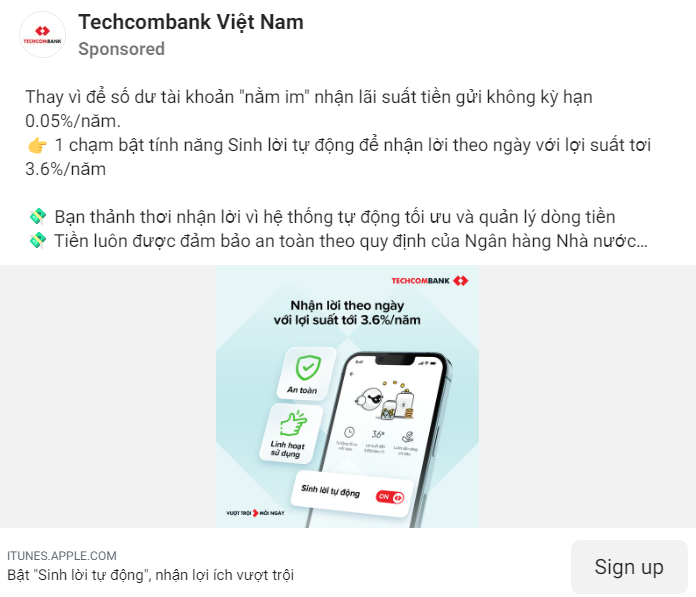 Techcombank Việt Nam
Sponsored
TECHCOMBANK
Thay vì để số dư tài khoản "nằm im" nhận lãi suất tiền gửi không kỳ hạn
0.05%/năm.
👉 1 chạm bật tính năng Sinh lời tự động để nhận lời theo ngày với lợi suất tơi
3.6%/năm
💸 Bạn thảnh thơi nhận lời vì hệ thống tự động tối ưu và quản lý dòng tiền
💸 Tiền luôn được đảm bảo an toàn theo quy định của Ngân hàng Nhà nước...
TECHCOMBANK
Nhận lời theo ngày
với lợi suất tới 3.6%/năm
An toàn
Linh hoạt
sử dụng
Sinh lời tự động
ON
VƯỢT TRỘI MỖI NGÀY
ITUNES.APPLE.COM
Bật "Sinh lời tự động", nhận lợi ích vượt trội
Sign up